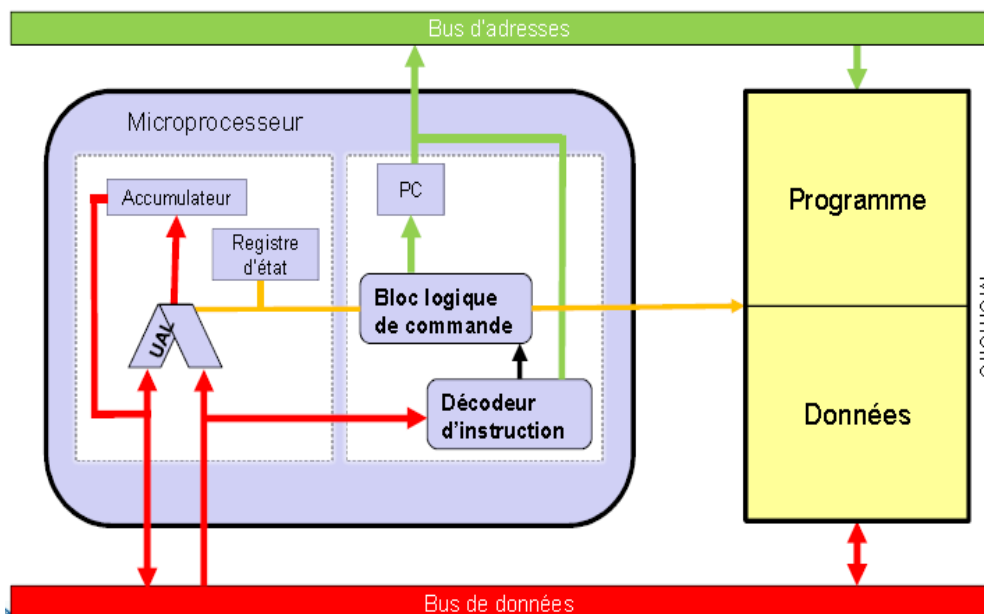 Bus d'adresses
Microprocesseur
Accumulateur
PC
Registre
d'état
Programme
UAL
Bloc logique
de commande
Décodeur
d'instruction
Données
Bus de données